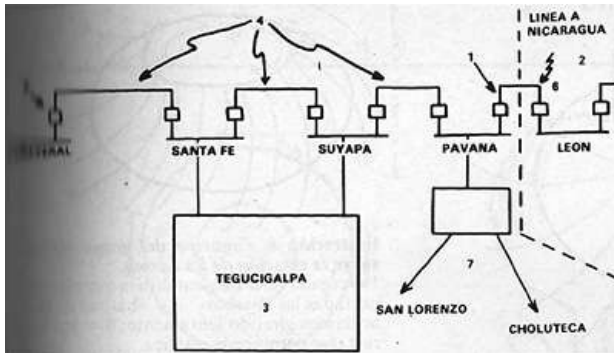 4
LINEA A
NICARAGUA
1
2
6
SANTA FE
SUYAPA
PAVANA
LEON
TEGUCIGALPA
3
7
SAN LORENZO
CHOLUTECA